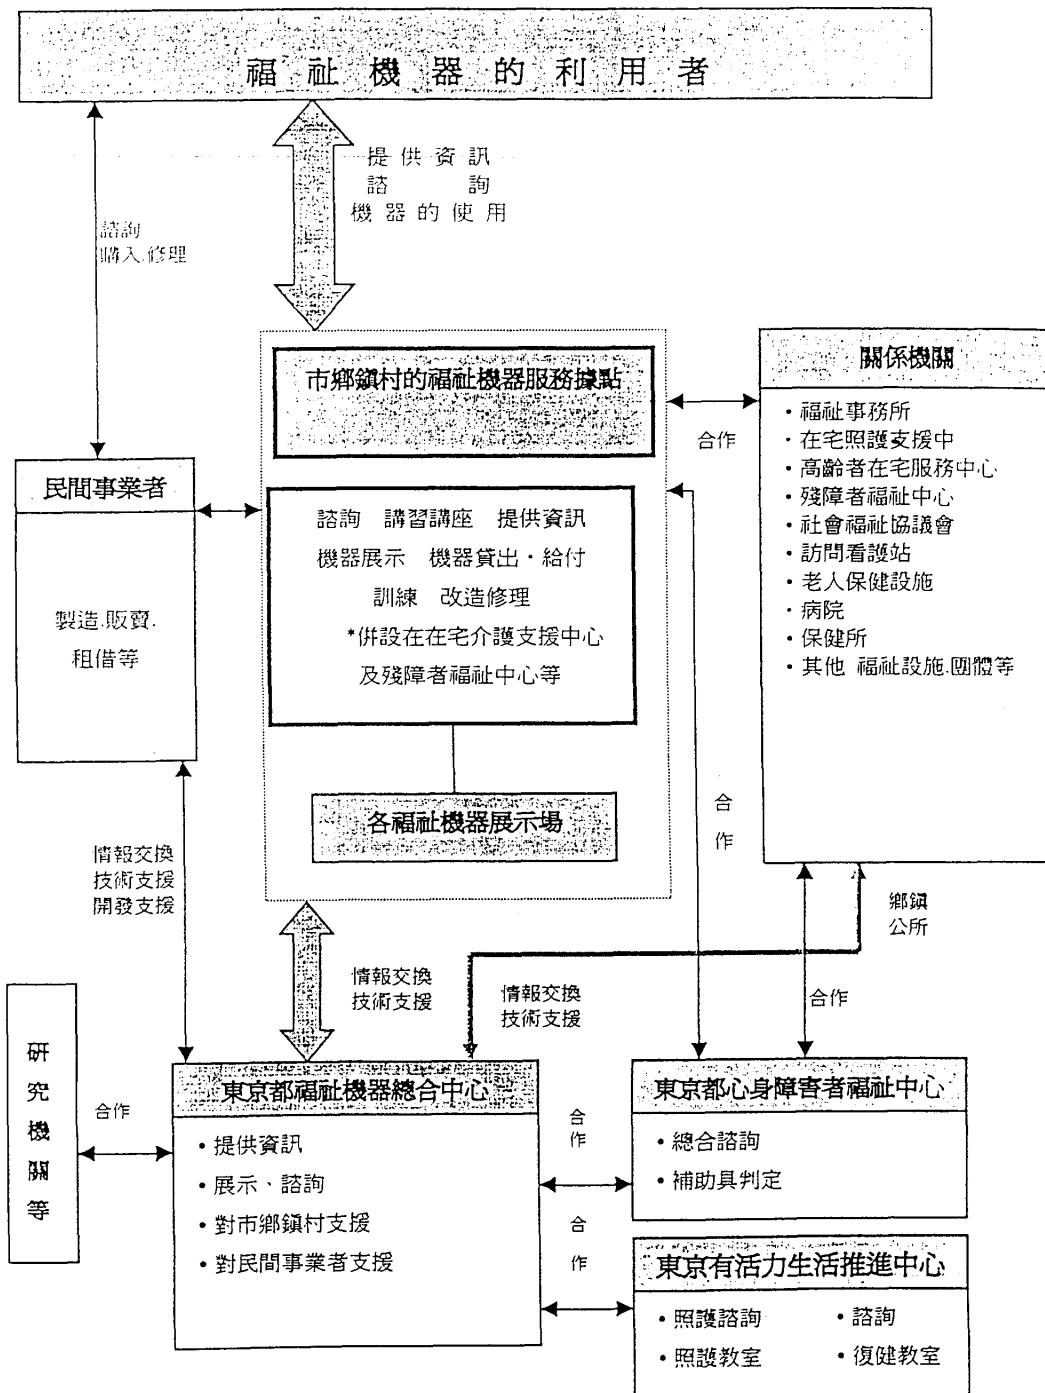 福祉機器的利用者
提供資訊
諮詢
機器的使用
諮詢
購入.修理
市鄉鎮村的福祉機器服務據點
合作
關係機關
・福祉事務所
・在宅照護支援中
・高齡者在宅服務中心
・殘障者福祉中心
・社會福祉協議會
・訪問看護站
・老人保健設施
・病院
・保健所
・其他 福祉設施.團體等
民間事業者
製造.販賣.
租借等
諮詢 講習講座 提供資訊
機器展示 機器貸出・給付
訓練 改造修理
*併設在在宅介護支援中心
及殘障者福祉中心等
各福祉機器展示場
合
作
情報交換
技術支援
開發支援
鄉鎮
公所
情報交換
技術支援
情報交換
技術支援
合作
研究機關等
合作
東京都福祉機器總合中心
・提供資訊
・展示、諮詢
・對市鄉鎮村支援
・對民間事業者支援
合
作
合
作
東京都心身障害者福祉中心
・總合諮詢
・補助具判定
東京有活力生活推進中心
・照護諮詢 ・諮詢
・照護教室 ・復健教室